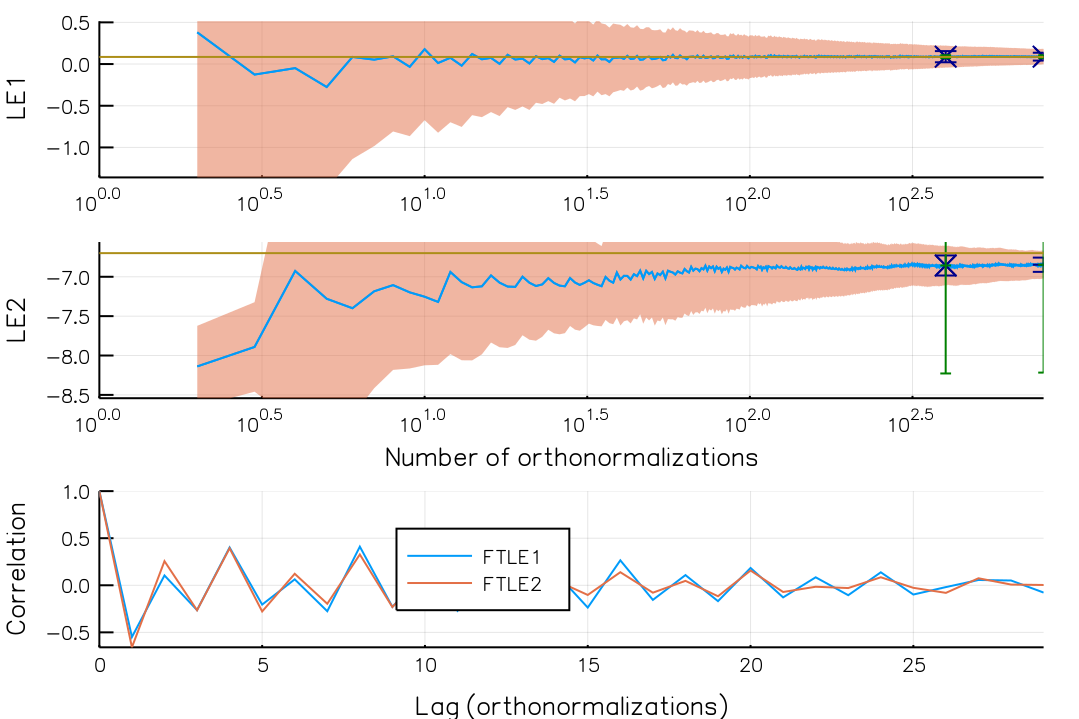 LE1
0.5
0.0
−0.5
−1.0
10^0.0 10^0.5 10^1.0 10^1.5 10^2.0 10^2.5
LE2
−7.0
−7.5
−8.0
−8.5
10^0.0 10^0.5 10^1.0 10^1.5 10^2.0 10^2.5
Number of orthonormalizations
Correlation
1.0
0.5
0.0
−0.5
FTLE1
FTLE2
0 5 10 15 20 25
Lag (orthonormalizations)